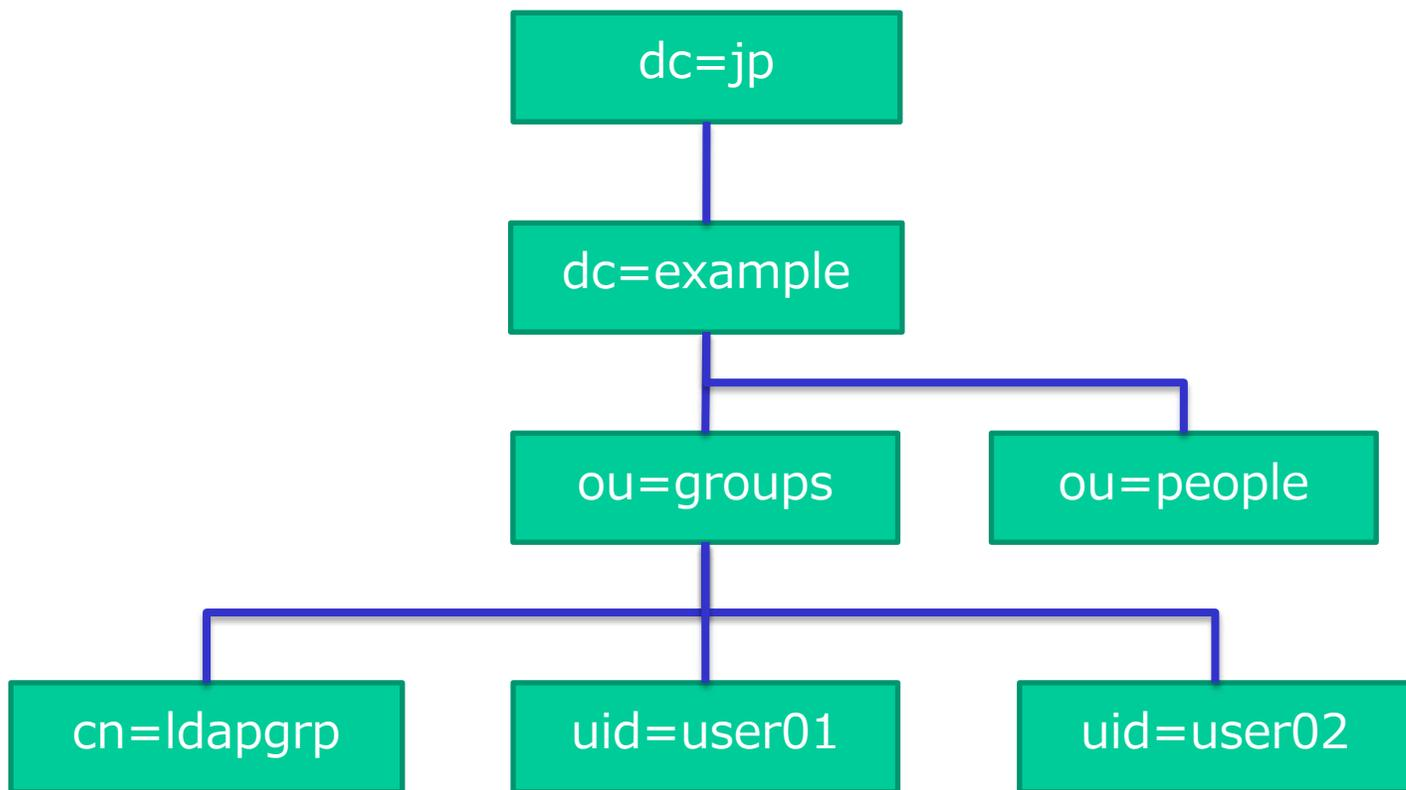 dc=jp
dc=example
ou=groups
ou=people
cn=ldapgrp
uid=user01
uid=user02